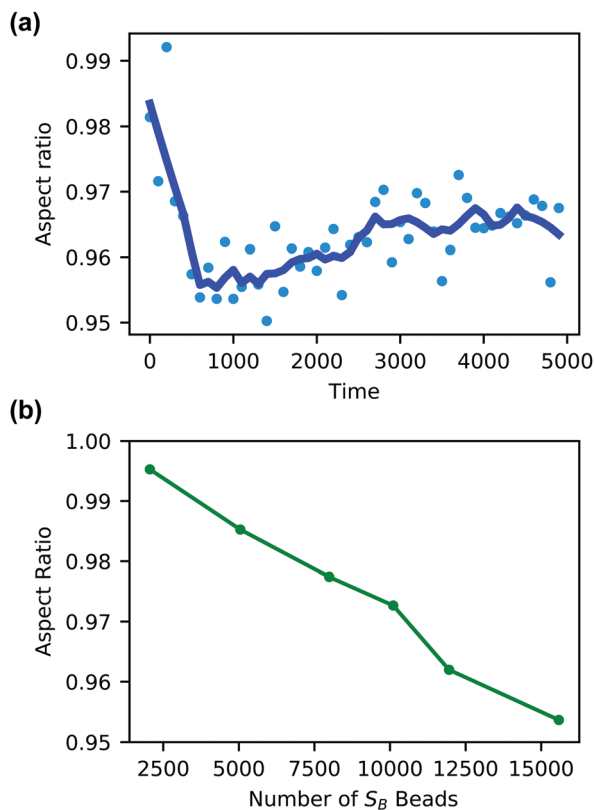 (a)
0.99
0.98
0.97
0.96
0.95
Aspect ratio
0 1000 2000 3000 4000 5000
Time
(b)
1.00
0.99
0.98
0.97
0.96
0.95
Aspect Ratio
2500 5000 7500 10000 12500 15000
Number of S_B Beads